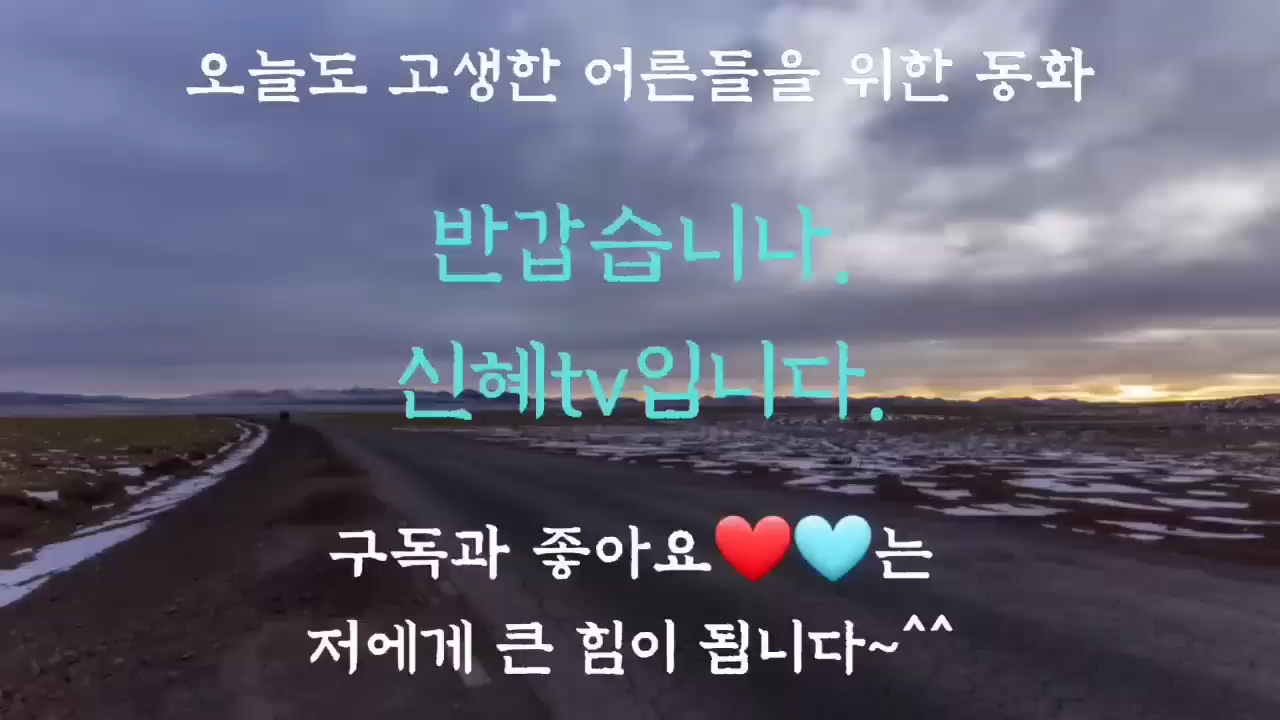 오늘도 고생한 어른들을 위한 동화
반갑습니나.
신혜tv입니다.
구독과 좋아요❤️🩵는
저에게 큰 힘이 됩니다~^^